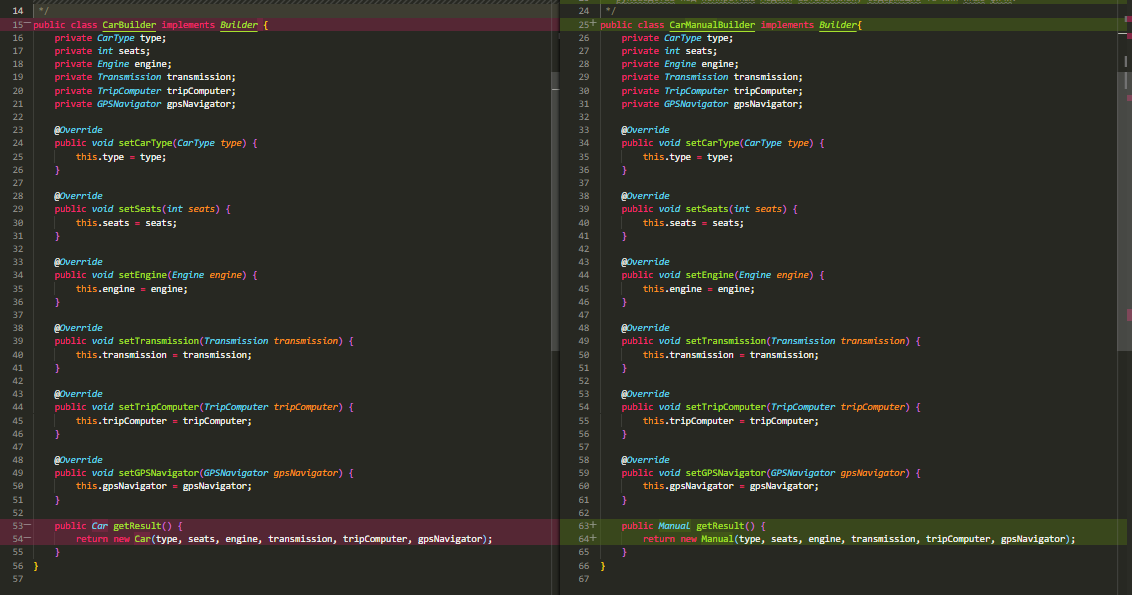 14 */
15− public class CarBuilder implements Builder {
16 private CarType type;
17 private int seats;
18 private Engine engine;
19 private Transmission transmission;
20 private TripComputer tripComputer;
21 private GPSNavigator gpsNavigator;
22
23 @Override
24 public void setCarType(CarType type) {
25 this.type = type;
26 }
27
28 @Override
29 public void setSeats(int seats) {
30 this.seats = seats;
31 }
32
33 @Override
34 public void setEngine(Engine engine) {
35 this.engine = engine;
36 }
37
38 @Override
39 public void setTransmission(Transmission transmission) {
40 this.transmission = transmission;
41 }
42
43 @Override
44 public void setTripComputer(TripComputer tripComputer) {
45 this.tripComputer = tripComputer;
46 }
47
48 @Override
49 public void setGPSNavigator(GPSNavigator gpsNavigator) {
50 this.gpsNavigator = gpsNavigator;
51 }
52
53− public Car getResult() {
54− return new Car(type, seats, engine, transmission, tripComputer, gpsNavigator);
55 }
56 }
57
24 */
25+ public class CarManualBuilder implements Builder{
26 private CarType type;
27 private int seats;
28 private Engine engine;
29 private Transmission transmission;
30 private TripComputer tripComputer;
31 private GPSNavigator gpsNavigator;
32
33 @Override
34 public void setCarType(CarType type) {
35 this.type = type;
36 }
37
38 @Override
39 public void setSeats(int seats) {
40 this.seats = seats;
41 }
42
43 @Override
44 public void setEngine(Engine engine) {
45 this.engine = engine;
46 }
47
48 @Override
49 public void setTransmission(Transmission transmission) {
50 this.transmission = transmission;
51 }
52
53 @Override
54 public void setTripComputer(TripComputer tripComputer) {
55 this.tripComputer = tripComputer;
56 }
57
58 @Override
59 public void setGPSNavigator(GPSNavigator gpsNavigator) {
60 this.gpsNavigator = gpsNavigator;
61 }
62
63+ public Manual getResult() {
64+ return new Manual(type, seats, engine, transmission, tripComputer, gpsNavigator);
65 }
66 }
67